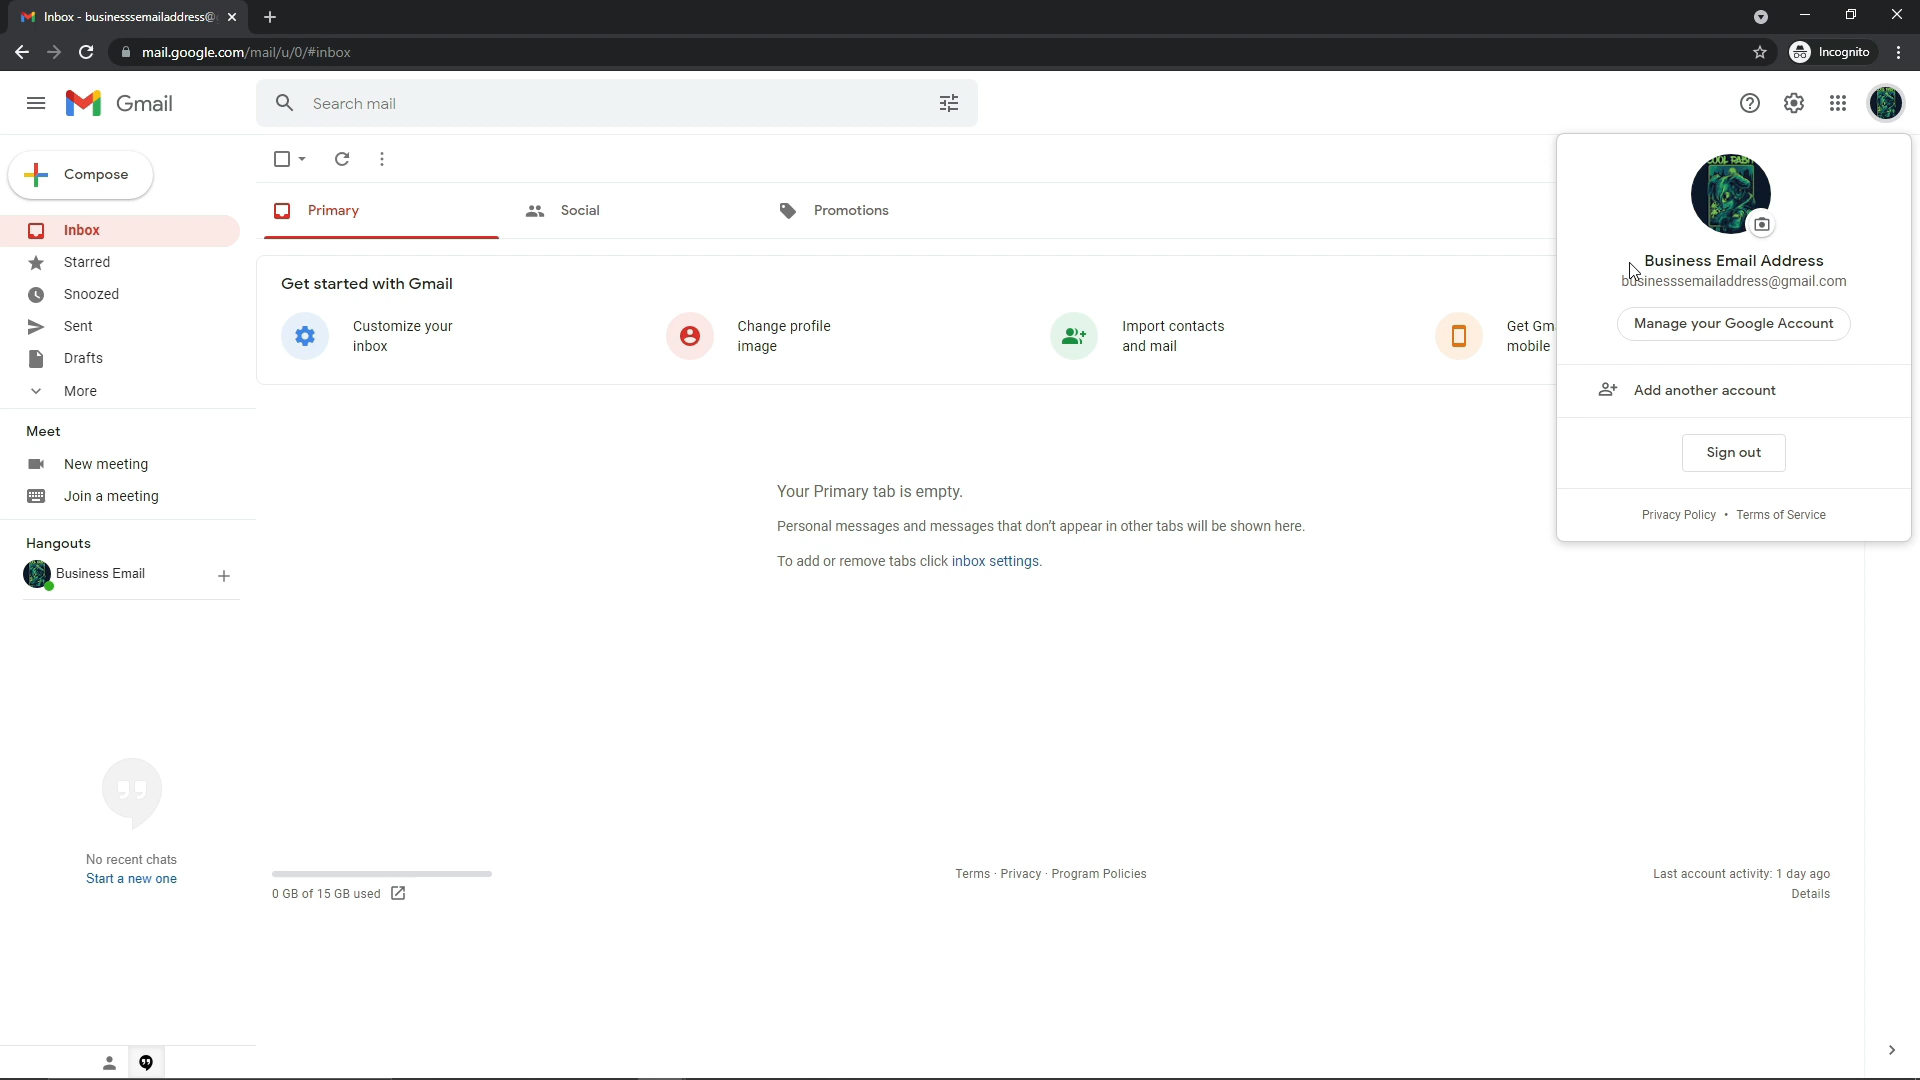 Inbox - businesssemailaddress@
mail.google.com/mail/u/0/#inbox
Incognito
Gmail
Search mail
Compose
Inbox
Starred
Snoozed
Sent
Drafts
More
Meet
New meeting
Join a meeting
Hangouts
Business Email
No recent chats
Start a new one
Primary
Social
Promotions
Get started with Gmail
Customize your
inbox
Change profile
image
Import contacts
and mail
Get Gm
mobile
Your Primary tab is empty.
Personal messages and messages that don't appear in other tabs will be shown here.
To add or remove tabs click inbox settings.
0 GB of 15 GB used
Terms · Privacy · Program Policies
Last account activity: 1 day ago
Details
COOL RABIT
Business Email Address
businesssemailaddress@gmail.com
Manage your Google Account
Add another account
Sign out
Privacy Policy • Terms of Service